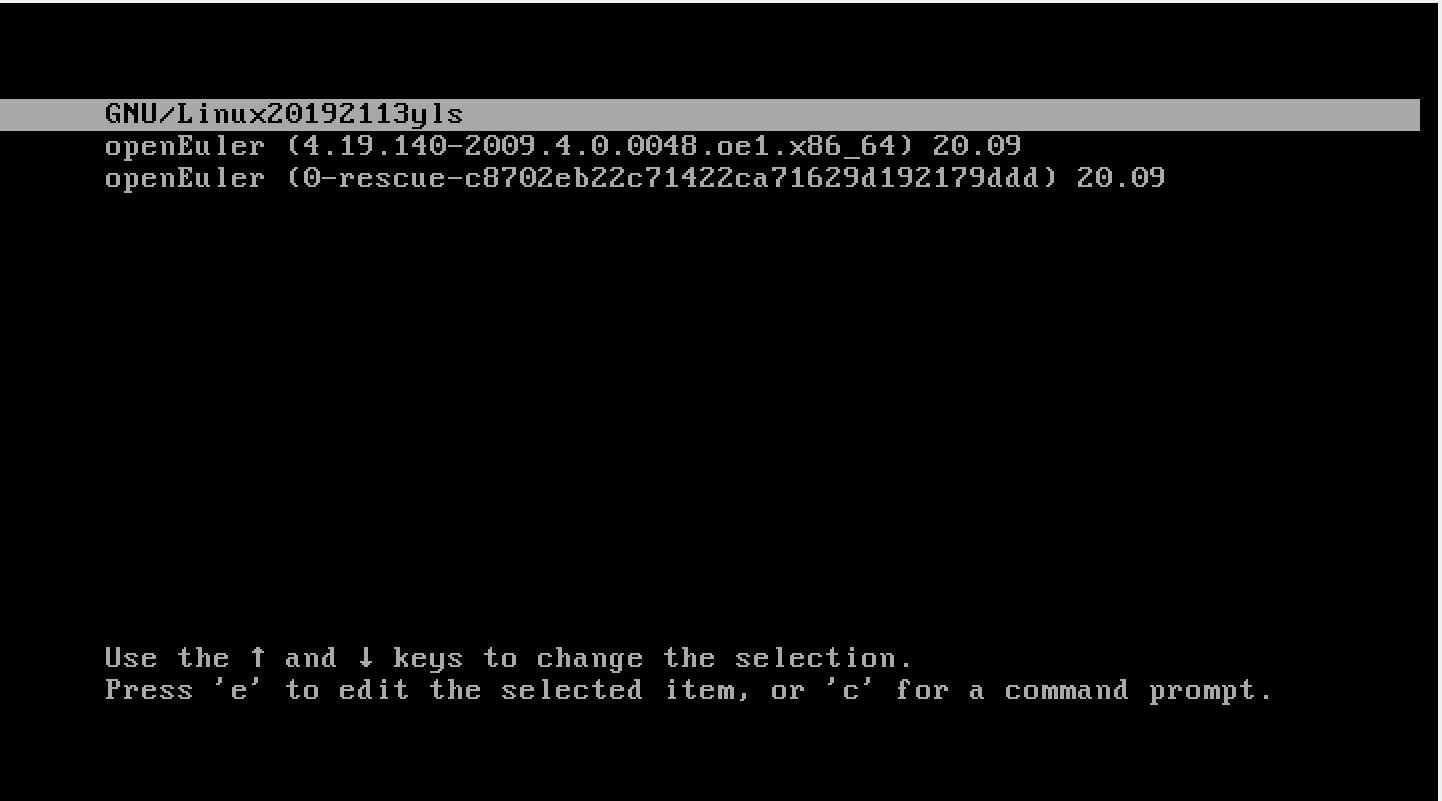 GNU/Linux20192113yls
openEuler (4.19.140-2009.4.0.0048.oe1.x86_64) 20.09
openEuler (0-rescue-c8702eb22c71422ca71629d192179ddd) 20.09
Use the ↑ and ↓ keys to change the selection.
Press 'e' to edit the selected item, or 'c' for a command prompt.